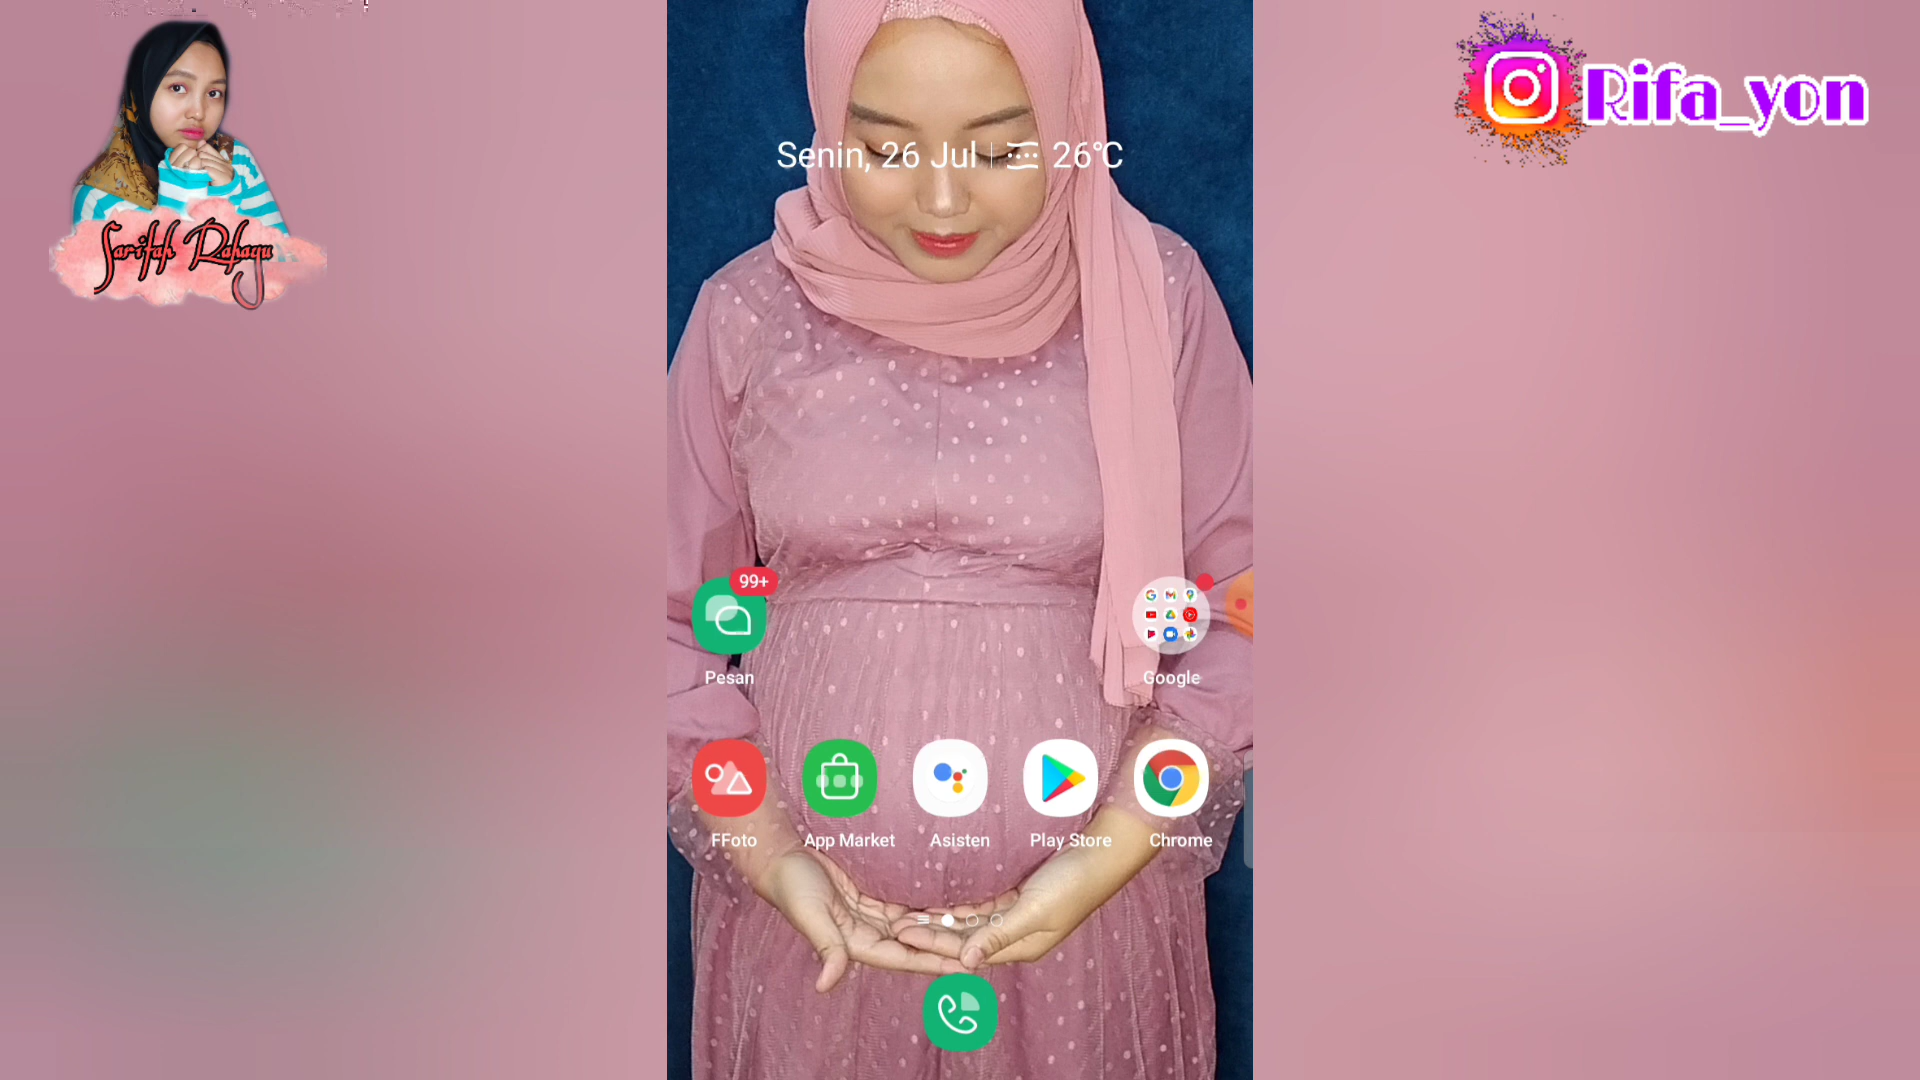 Sarifah Rahayu
Rifa_yon
Senin, 26 Jul 26°C
99+
Pesan
Google
FFoto
App Market
Asisten
Play Store
Chrome